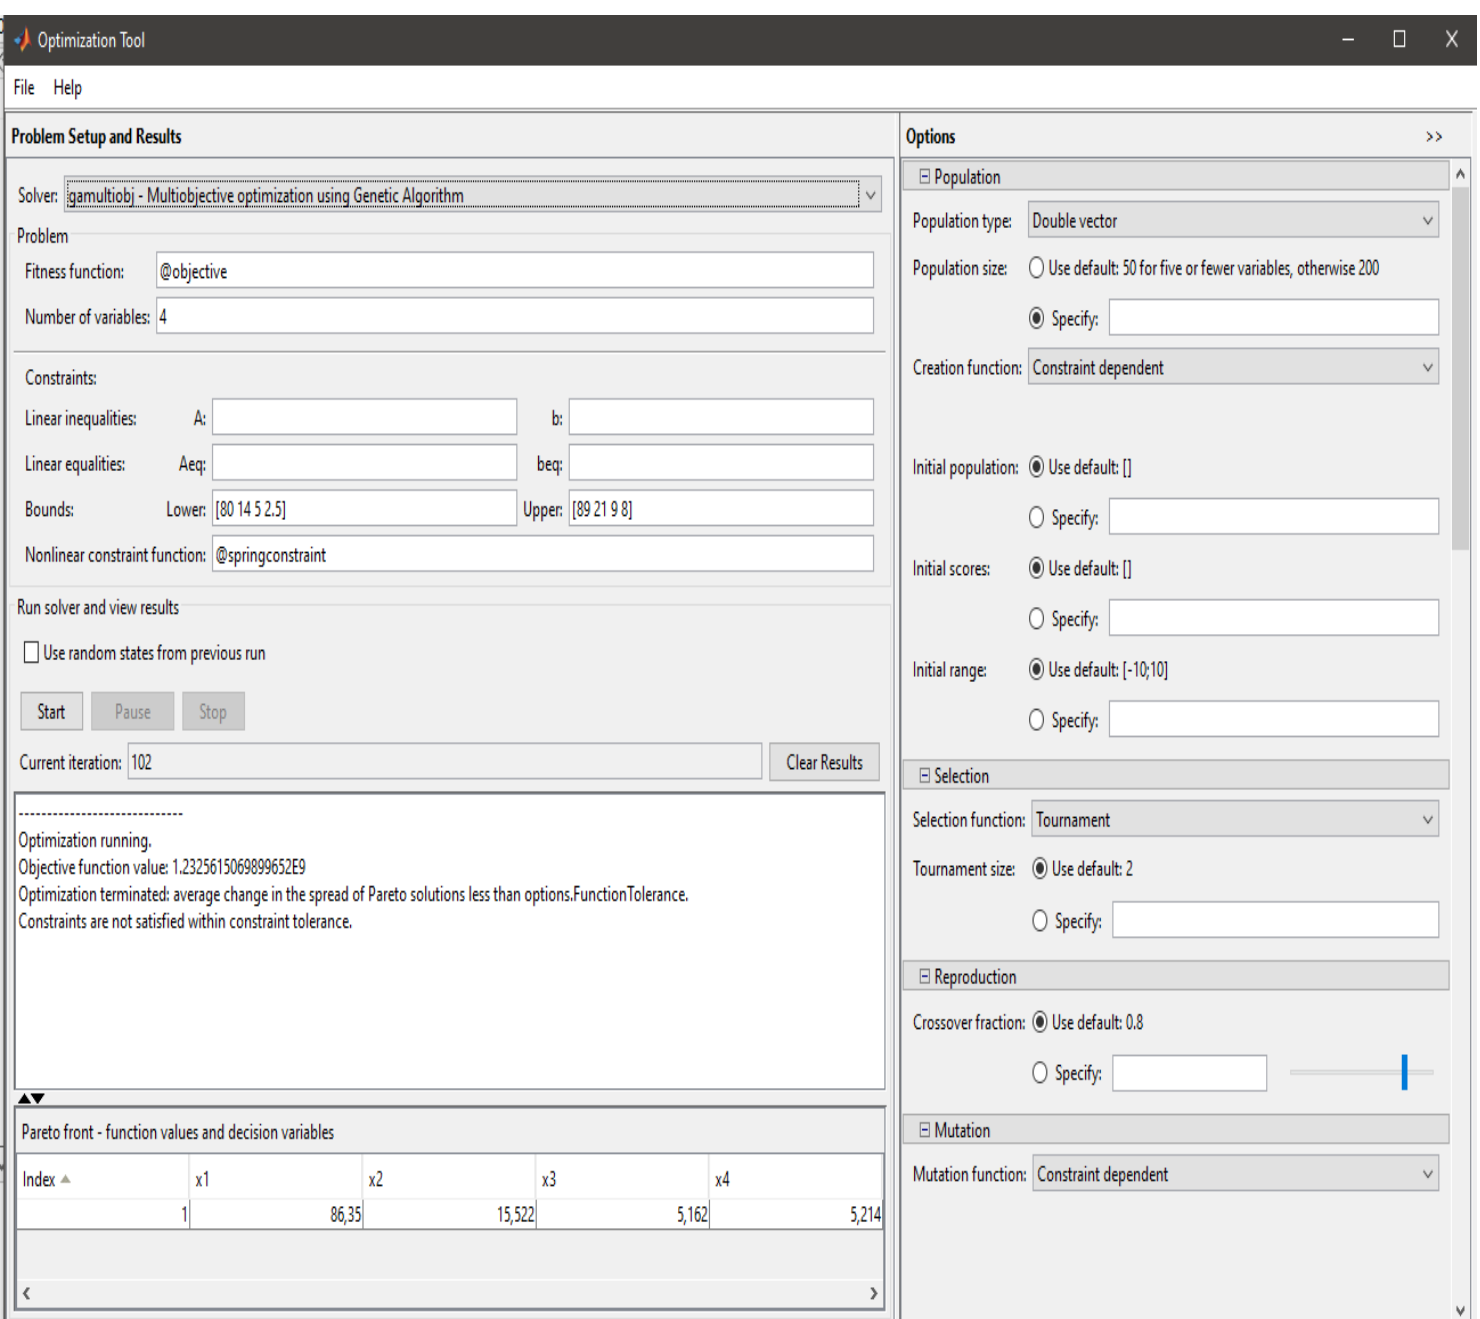 Optimization Tool
File Help
Problem Setup and Results
Solver: gamultiobj - Multiobjective optimization using Genetic Algorithm
Problem
Fitness function: @objective
Number of variables: 4
Constraints:
Linear inequalities: A: b:
Linear equalities: Aeq: beq:
Bounds: Lower: [80 14 5 2.5] Upper: [89 21 9 8]
Nonlinear constraint function: @springconstraint
Run solver and view results
Use random states from previous run
Start Pause Stop
Current iteration: 102 Clear Results
-----------------------------
Optimization running.
Objective function value: 1.2325615069899652E9
Optimization terminated: average change in the spread of Pareto solutions less than options.FunctionTolerance.
Constraints are not satisfied within constraint tolerance.
Pareto front - function values and decision variables
Index x1 x2 x3 x4
1 86,35 15,522 5,162 5,214
Options >>
Population
Population type: Double vector
Population size: Use default: 50 for five or fewer variables, otherwise 200
Specify:
Creation function: Constraint dependent
Initial population: Use default: []
Specify:
Initial scores: Use default: []
Specify:
Initial range: Use default: [-10;10]
Specify:
Selection
Selection function: Tournament
Tournament size: Use default: 2
Specify:
Reproduction
Crossover fraction: Use default: 0.8
Specify:
Mutation
Mutation function: Constraint dependent